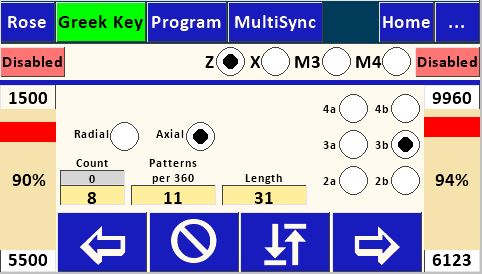 Rose Greek Key Program MultiSync Home ...
Disabled Z X M3 M4 Disabled
1500 9960
4a 4b
Radial Axial 3a 3b
Count Patterns per 360 Length
0
90% 94%
8 11 31 2a 2b
5500 6123